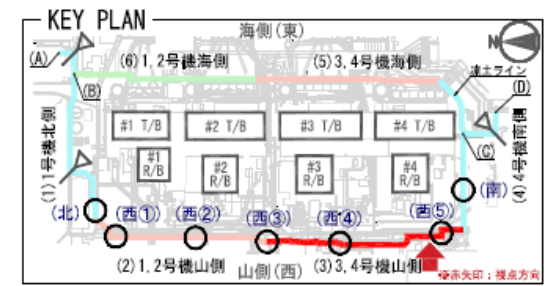 KEY PLAN
海側(東)
N
(A)
(6)1,2号機海側
(5)3,4号機海側
凍土ライン
(B)
(D)
#1 T/B
#2 T/B
#3 T/B
#4 T/B
(C)
#1
R/B
#2
R/B
#3
R/B
#4
R/B
(1)1号機北側
(4)4号機南側
(北)
(西①)
(西②)
(西③)
(西④)
(西⑤)
(南)
(2)1,2号機山側
山側(西)
(3)3,4号機山側
※赤矢印：視点方向